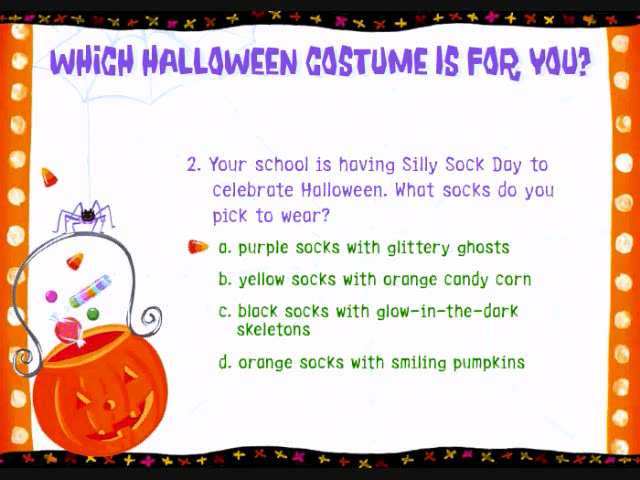 WHICH HALLOWEEN COSTUME IS FOR YOU?
2. Your school is having Silly Sock Day to
celebrate Halloween. What socks do you
pick to wear?
a. purple socks with glittery ghosts
b. yellow socks with orange candy corn
c. black socks with glow-in-the-dark
skeletons
d. orange socks with smiling pumpkins